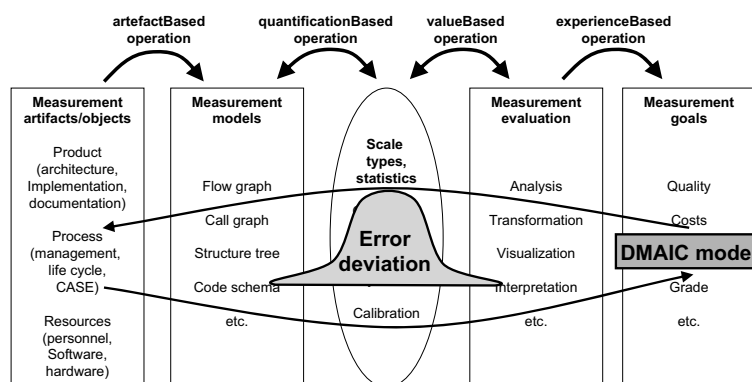 artefactBased
operation
quantificationBased
operation
valueBased
operation
experienceBased
operation
Measurement
artifacts/objects
Product
(architecture,
Implementation,
documentation)
Process
(management,
life cycle,
CASE)
Resources
(personnel,
Software,
hardware)
Measurement
models
Flow graph
Call graph
Structure tree
Code schema
etc.
Scale
types,
statistics
Error
deviation
Calibration
Measurement
evaluation
Analysis
Transformation
Visualization
Interpretation
etc.
Measurement
goals
Quality
Costs
DMAIC model
Grade
etc.